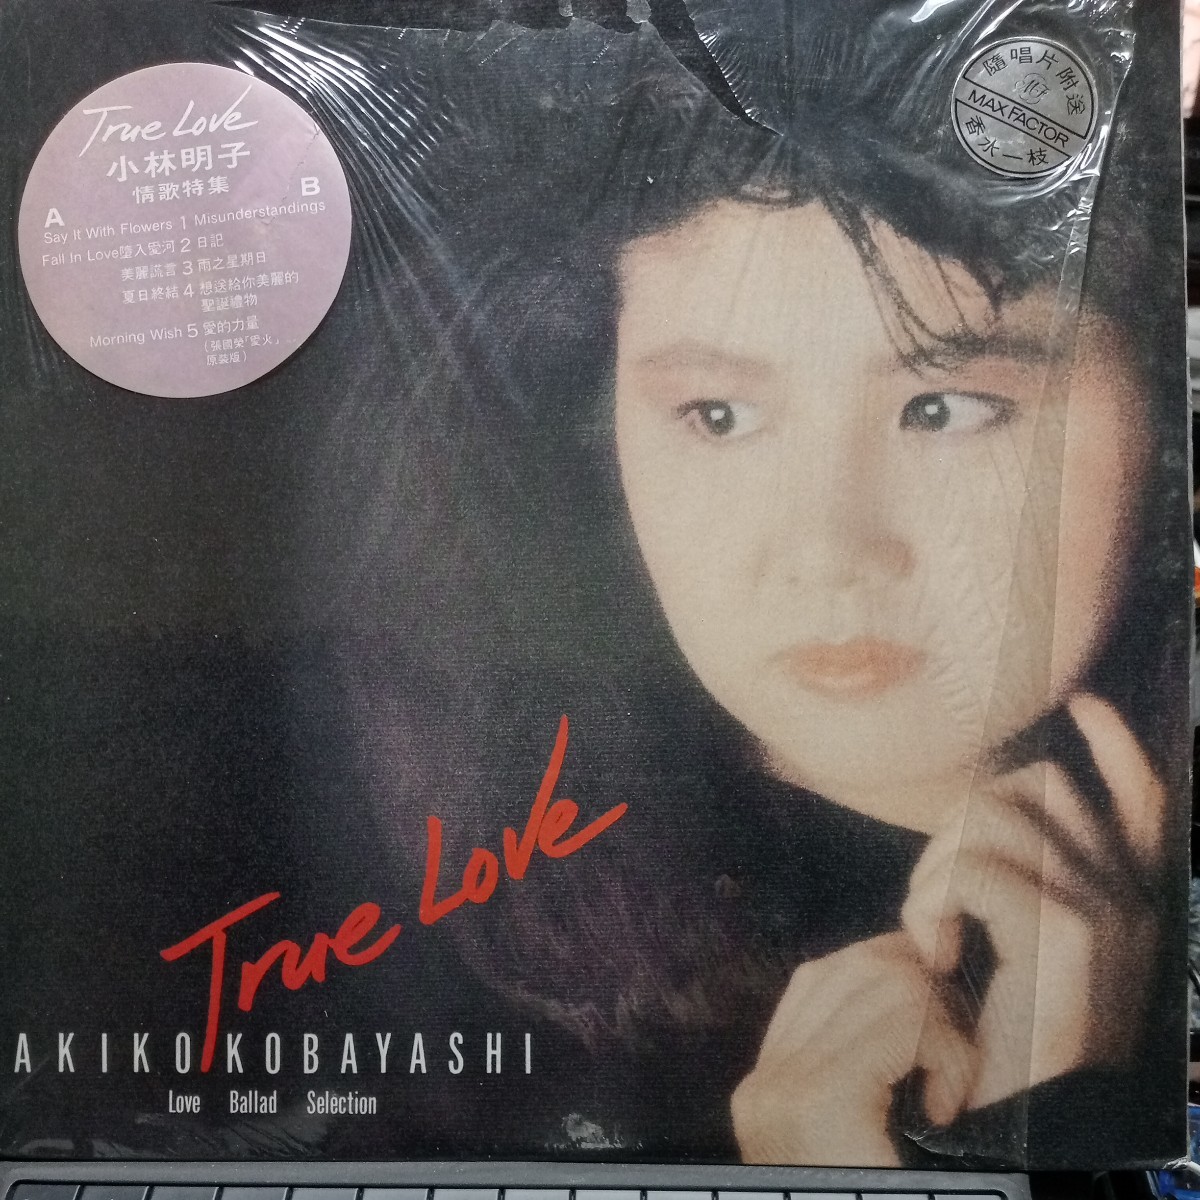 True Love
小林明子
情歌特集
A B
Say It With Flowers 1 Misunderstandings
Fall In Love墮入愛河 2 日記
美麗謊言 3 雨之星期日
夏日終結 4 想送給你美麗的
聖誕禮物
Morning Wish 5 愛的力量
(張國榮「愛火」
原裝版)
隨唱片附送
MF
MAX FACTOR
香水一枝
True Love
AKIKO KOBAYASHI
Love Ballad Selection